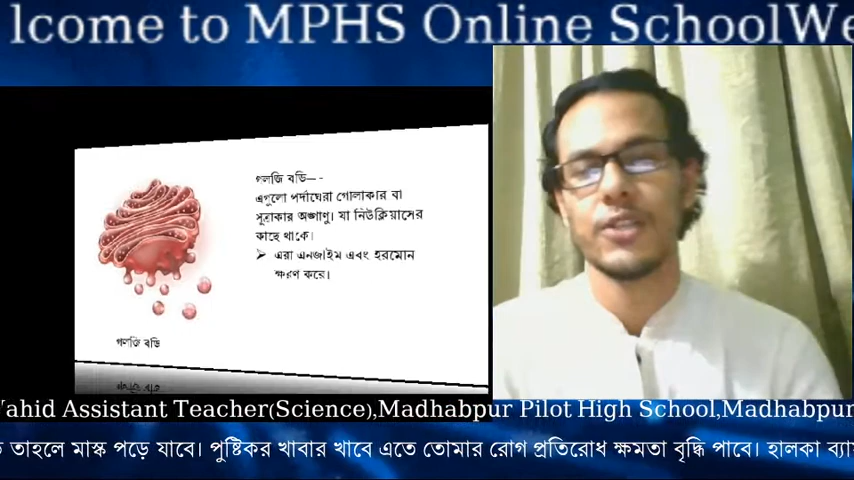 lcome to MPHS Online SchoolWe
গলজি বডি—-
এগুলো পর্দাঘেরা গোলাকার বা
সূত্রাকার অঙ্গাণু। যা নিউক্লিয়াসের
কাছে থাকে।
➢ এরা এনজাইম এবং হরমোন
ক্ষরণ করে।
গলজি বডি
Vahid Assistant Teacher(Science),Madhabpur Pilot High School,Madhabpur
তাহলে মাস্ক পড়ে যাবে। পুষ্টিকর খাবার খাবে এতে তোমার রোগ প্রতিরোধ ক্ষমতা বৃদ্ধি পাবে। হালকা ব্যা